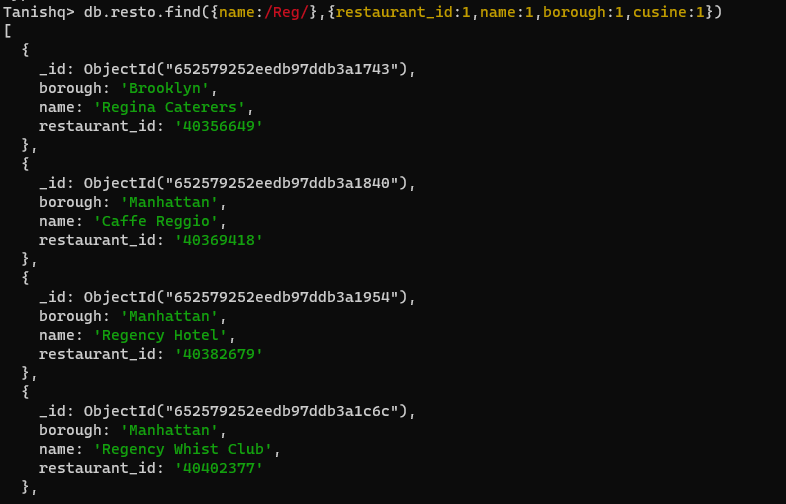 Tanishq> db.resto.find({name:/Reg/},{restaurant_id:1,name:1,borough:1,cusine:1})
[
  {
    _id: ObjectId("652579252eedb97ddb3a1743"),
    borough: 'Brooklyn',
    name: 'Regina Caterers',
    restaurant_id: '40356649'
  },
  {
    _id: ObjectId("652579252eedb97ddb3a1840"),
    borough: 'Manhattan',
    name: 'Caffe Reggio',
    restaurant_id: '40369418'
  },
  {
    _id: ObjectId("652579252eedb97ddb3a1954"),
    borough: 'Manhattan',
    name: 'Regency Hotel',
    restaurant_id: '40382679'
  },
  {
    _id: ObjectId("652579252eedb97ddb3a1c6c"),
    borough: 'Manhattan',
    name: 'Regency Whist Club',
    restaurant_id: '40402377'
  },